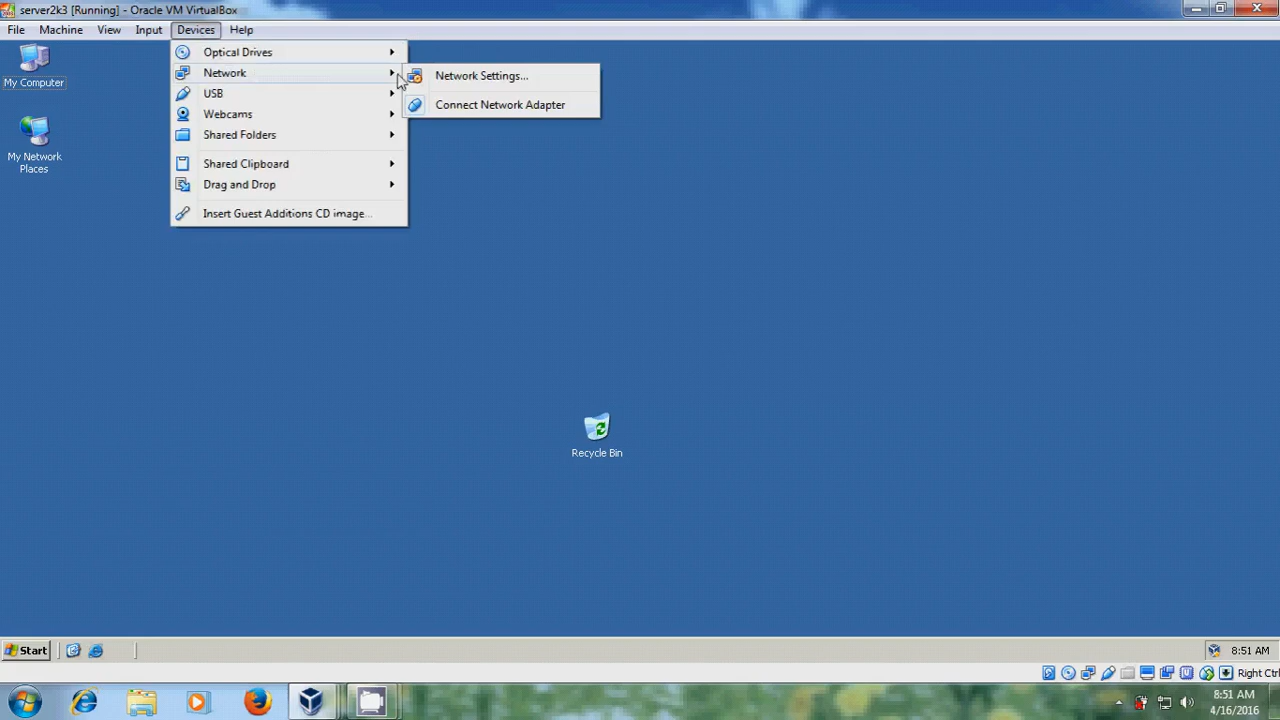 server2k3 [Running] - Oracle VM VirtualBox
File Machine View Input Devices Help
Optical Drives
Network
USB
Webcams
Shared Folders
Shared Clipboard
Drag and Drop
Insert Guest Additions CD image...
Network Settings...
Connect Network Adapter
My Computer
My Network
Places
Recycle Bin
Start
8:51 AM
Right Ctrl
8:51 AM
4/16/2016